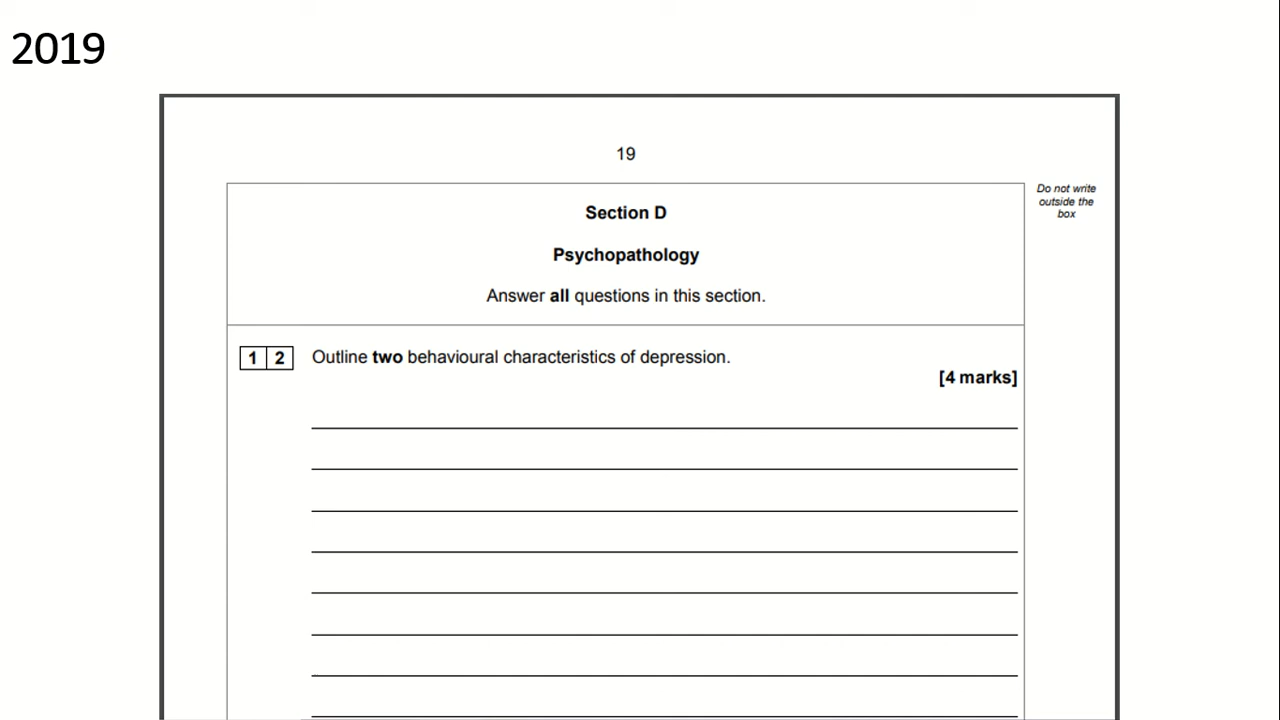 2019
19
Do not write
outside the
box
Section D
Psychopathology
Answer all questions in this section.
1 2 Outline two behavioural characteristics of depression.
[4 marks]